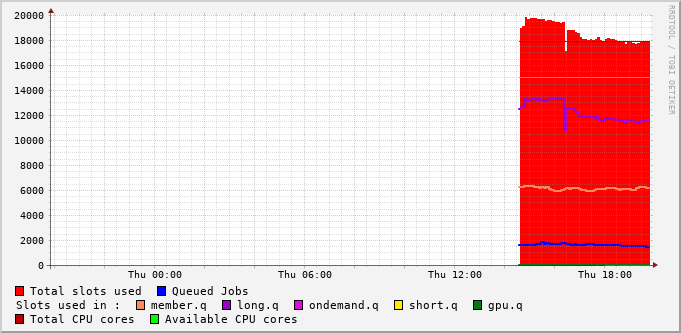 20000
18000
16000
14000
12000
10000
8000
6000
4000
2000
0
Thu 00:00 Thu 06:00 Thu 12:00 Thu 18:00
Total slots used Queued Jobs
Slots used in : member.q long.q ondemand.q short.q gpu.q
Total CPU cores Available CPU cores
RRDTOOL / TOBI OETIKER